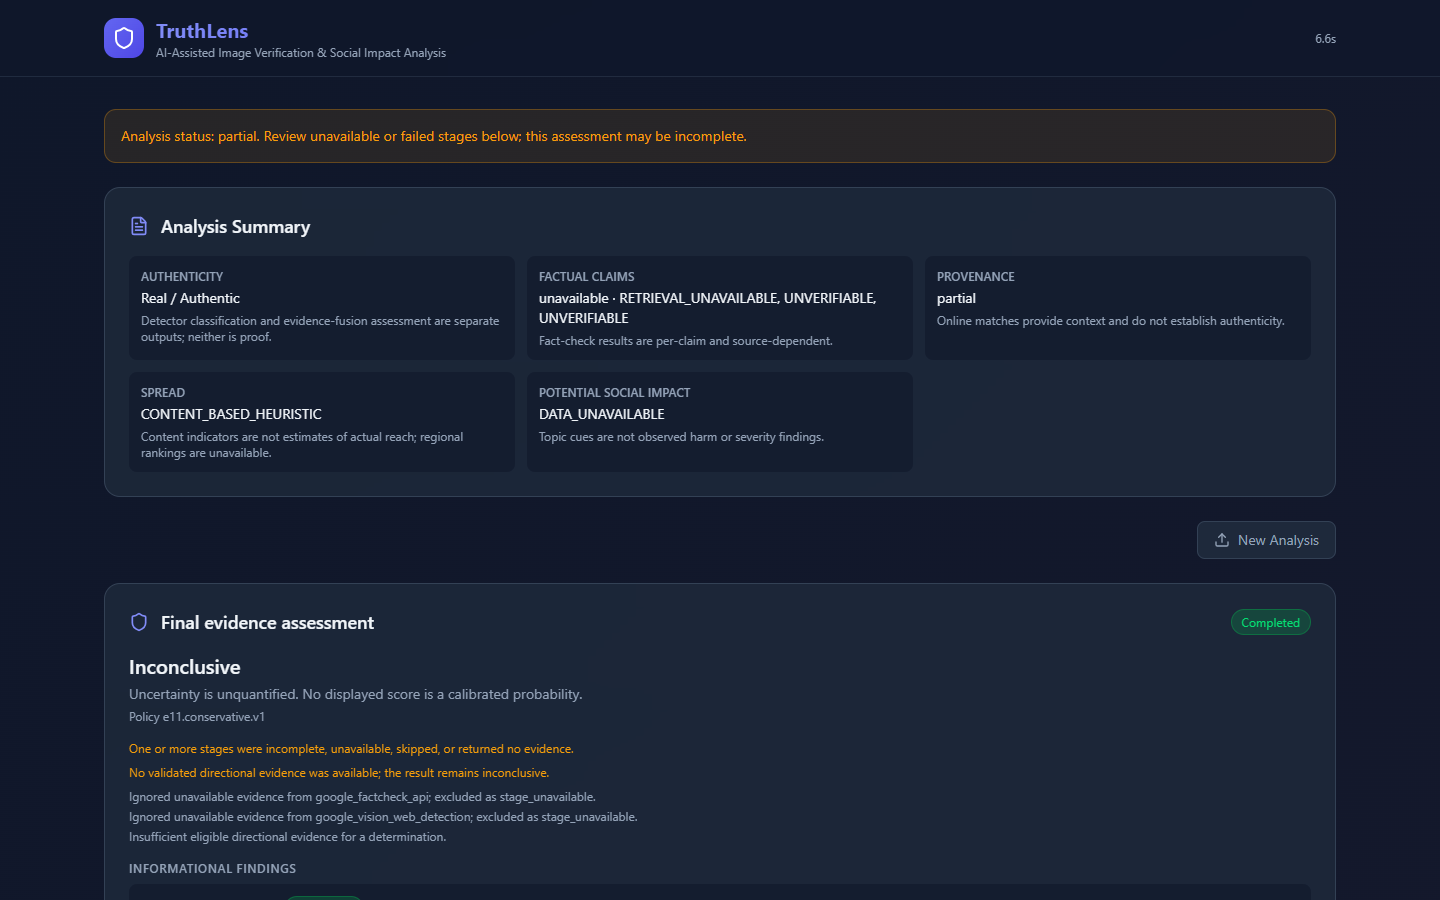 TruthLens
AI-Assisted Image Verification & Social Impact Analysis
6.6s
Analysis status: partial. Review unavailable or failed stages below; this assessment may be incomplete.
Analysis Summary
AUTHENTICITY
Real / Authentic
Detector classification and evidence-fusion assessment are separate
outputs; neither is proof.
FACTUAL CLAIMS
unavailable · RETRIEVAL_UNAVAILABLE, UNVERIFIABLE,
UNVERIFIABLE
Fact-check results are per-claim and source-dependent.
PROVENANCE
partial
Online matches provide context and do not establish authenticity.
SPREAD
CONTENT_BASED_HEURISTIC
Content indicators are not estimates of actual reach; regional
rankings are unavailable.
POTENTIAL SOCIAL IMPACT
DATA_UNAVAILABLE
Topic cues are not observed harm or severity findings.
New Analysis
Final evidence assessment
Completed
Inconclusive
Uncertainty is unquantified. No displayed score is a calibrated probability.
Policy e11.conservative.v1
One or more stages were incomplete, unavailable, skipped, or returned no evidence.
No validated directional evidence was available; the result remains inconclusive.
Ignored unavailable evidence from google_factcheck_api; excluded as stage_unavailable.
Ignored unavailable evidence from google_vision_web_detection; excluded as stage_unavailable.
Insufficient eligible directional evidence for a determination.
INFORMATIONAL FINDINGS